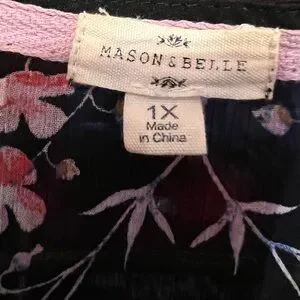 MASON & BELLE
1X
Made
in China